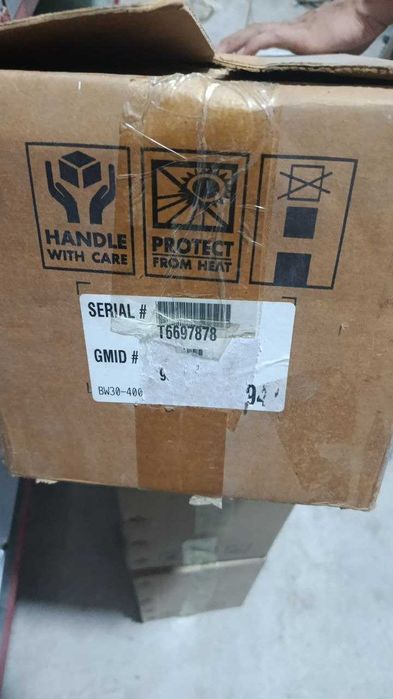 HANDLE
WITH CARE
PROTECT
FROM HEAT
SERIAL #
T6697878
GMID #
BW30-400